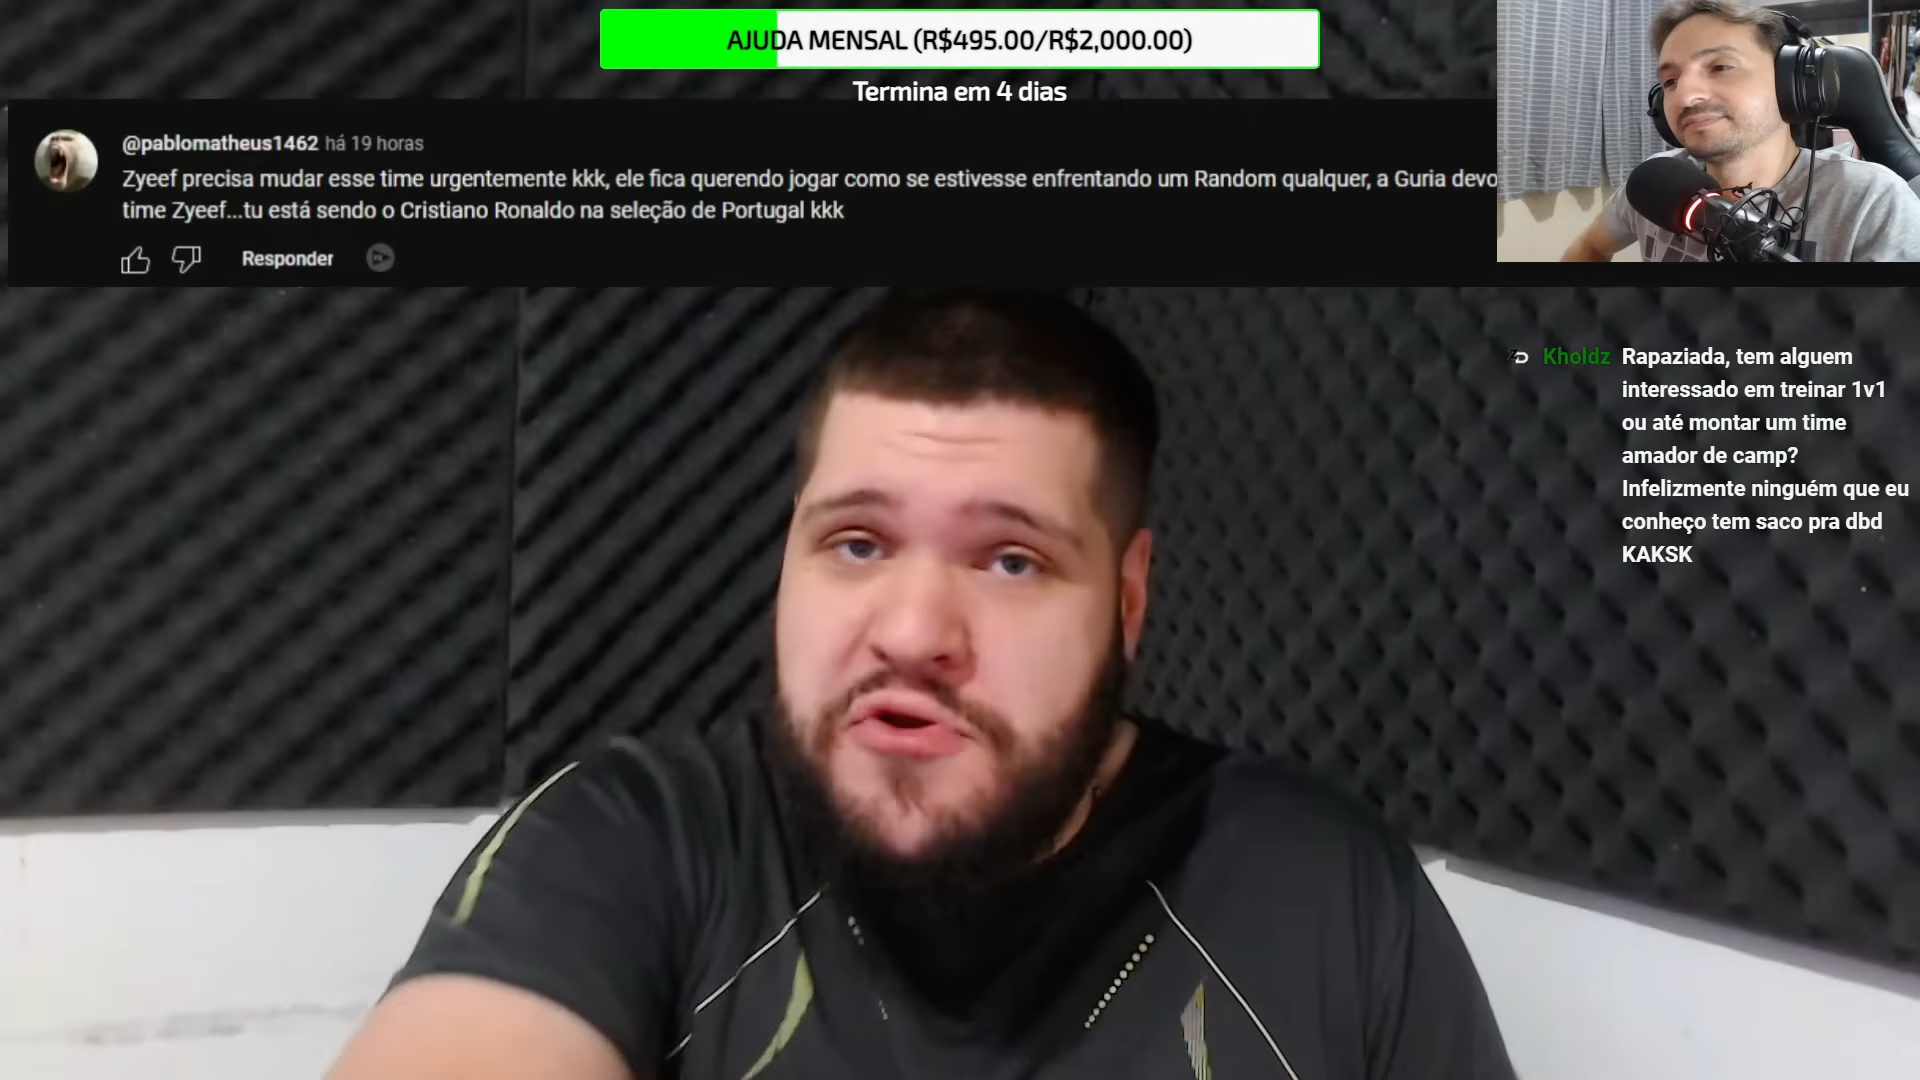 AJUDA MENSAL (R$495.00/R$2,000.00)
Termina em 4 dias
@pablomatheus1462 há 19 horas
Zyeef precisa mudar esse time urgentemente kkk, ele fica querendo jogar como se estivesse enfrentando um Random qualquer, a Guria devo
time Zyeef...tu está sendo o Cristiano Ronaldo na seleção de Portugal kkk
Responder
Kholdz Rapaziada, tem alguem
interessado em treinar 1v1
ou até montar um time
amador de camp?
Infelizmente ninguém que eu
conheço tem saco pra dbd
KAKSK